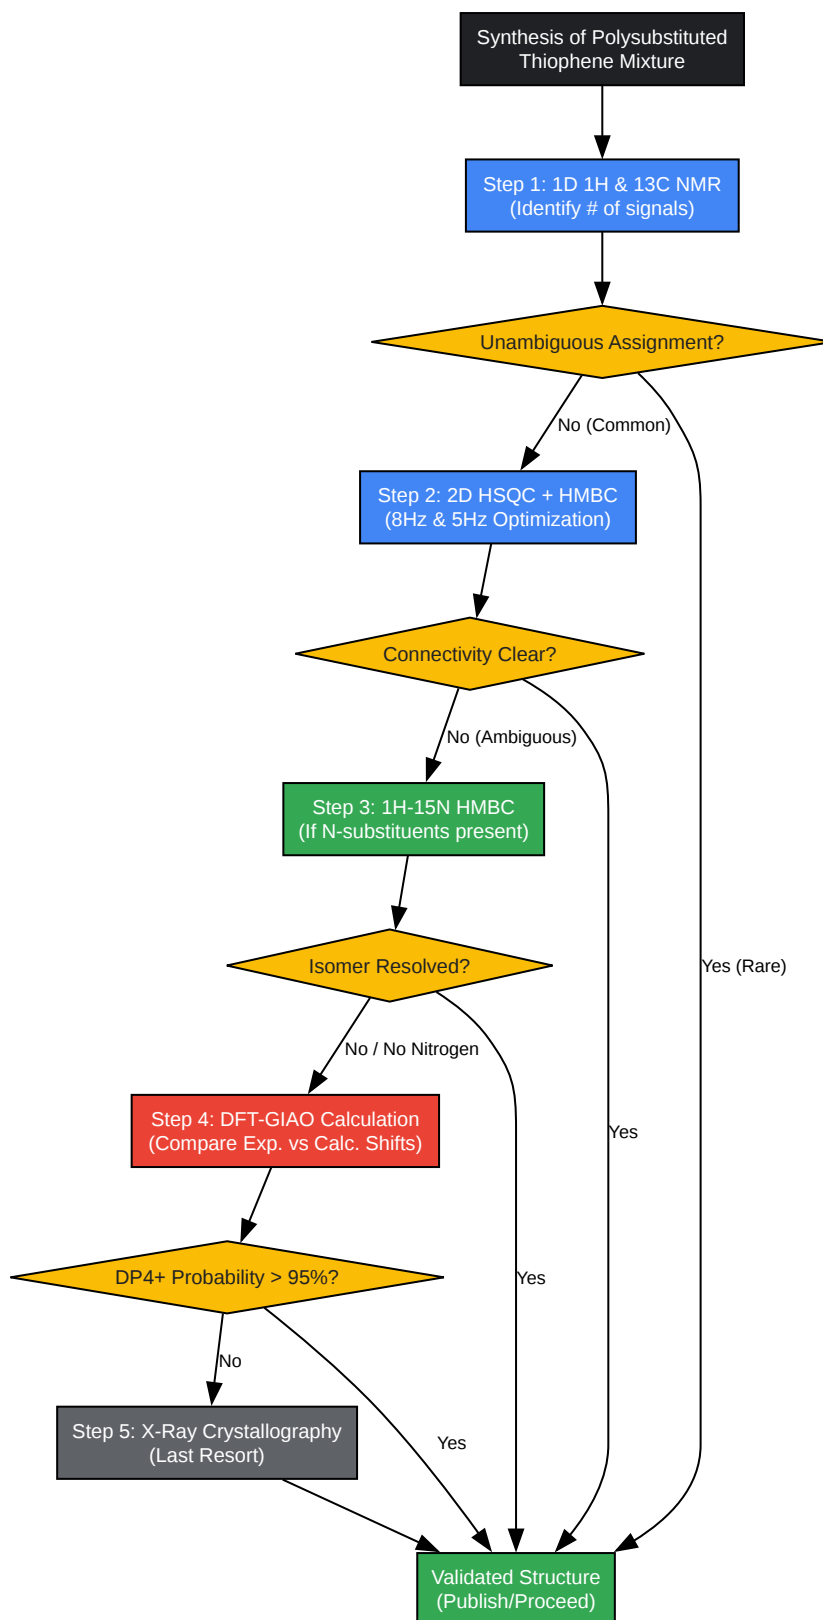 Synthesis of Polysubstituted
Thiophene Mixture
Step 1: 1D 1H & 13C NMR
(Identify # of signals)
Unambiguous Assignment?
No (Common)
Step 2: 2D HSQC + HMBC
(8Hz & 5Hz Optimization)
Connectivity Clear?
No (Ambiguous)
Step 3: 1H-15N HMBC
(If N-substituents present)
Isomer Resolved?
Yes (Rare)
No / No Nitrogen
Step 4: DFT-GIAO Calculation
(Compare Exp. vs Calc. Shifts)
Yes
DP4+ Probability > 95%?
Yes
No
Step 5: X-Ray Crystallography
(Last Resort)
Yes
Validated Structure
(Publish/Proceed)